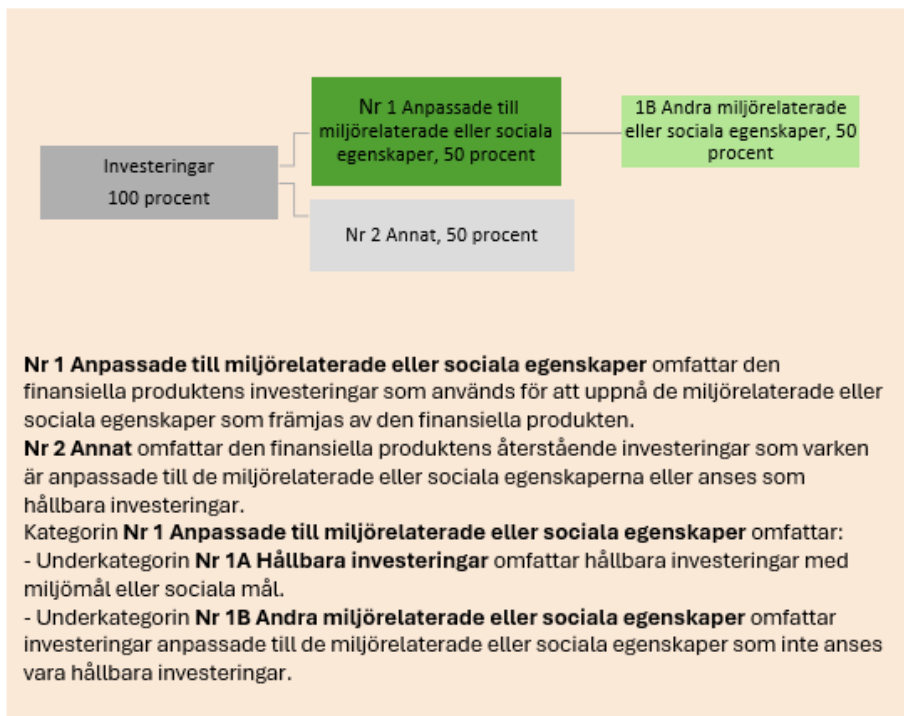 Nr 1 Anpassade till
miljörelaterade eller sociala
egenskaper, 50 procent
1B Andra miljörelaterade
eller sociala egenskaper, 50
procent
Investeringar
100 procent
Nr 2 Annat, 50 procent
Nr 1 Anpassade till miljörelaterade eller sociala egenskaper omfattar den
finansiella produktens investeringar som används för att uppnå de miljörelaterade eller
sociala egenskaper som främjas av den finansiella produkten.
Nr 2 Annat omfattar den finansiella produktens återstående investeringar som varken
är anpassade till de miljörelaterade eller sociala egenskaperna eller anses som
hållbara investeringar.
Kategorin Nr 1 Anpassade till miljörelaterade eller sociala egenskaper omfattar:
- Underkategorin Nr 1A Hållbara investeringar omfattar hållbara investeringar med
miljömål eller sociala mål.
- Underkategorin Nr 1B Andra miljörelaterade eller sociala egenskaper omfattar
investeringar anpassade till de miljörelaterade eller sociala egenskaper som inte anses
vara hållbara investeringar.